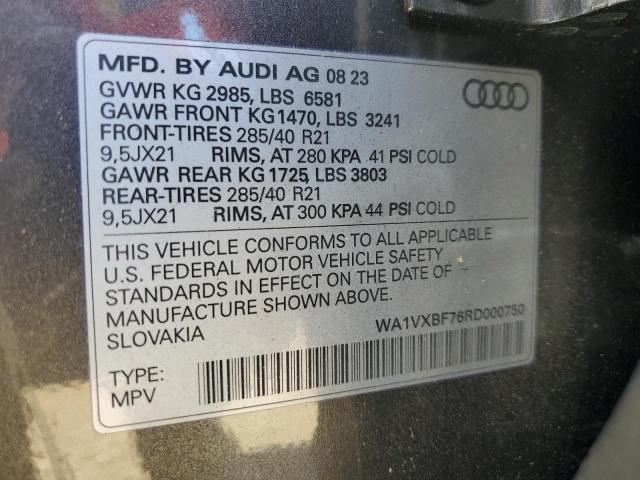 MFD. BY AUDI AG 08 23
GVWR KG 2985, LBS 6581
GAWR FRONT KG1470, LBS 3241
FRONT-TIRES 285/40 R21
9,5JX21 RIMS, AT 280 KPA 41 PSI COLD
GAWR REAR KG 1725, LBS 3803
REAR-TIRES 285/40 R21
9,5JX21 RIMS, AT 300 KPA 44 PSI COLD
THIS VEHICLE CONFORMS TO ALL APPLICABLE
U.S. FEDERAL MOTOR VEHICLE SAFETY
STANDARDS IN EFFECT ON THE DATE OF
MANUFACTURE SHOWN ABOVE.
SLOVAKIA
WA1VXBF76RD000750
TYPE:
MPV